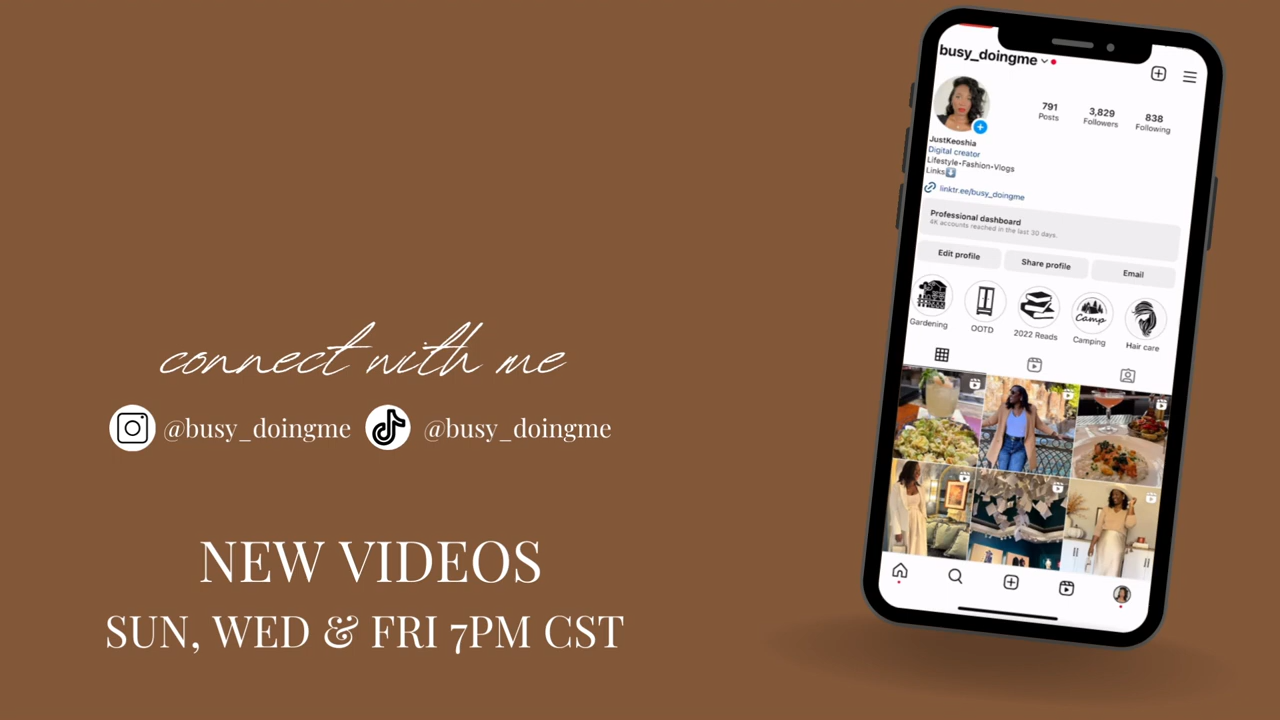 connect with me
@busy_doingme @busy_doingme
NEW VIDEOS
SUN, WED & FRI 7PM CST
busy_doingme
791 3,829 838
Posts Followers Following
JustKeoshia
Digital creator
Lifestyle•Fashion•Vlogs
Links⬇️
linktr.ee/busy_doingme
Professional dashboard
4K accounts reached in the last 30 days.
Edit profile Share profile Email
Camp
Gardening OOTD 2022 Reads Camping Hair care